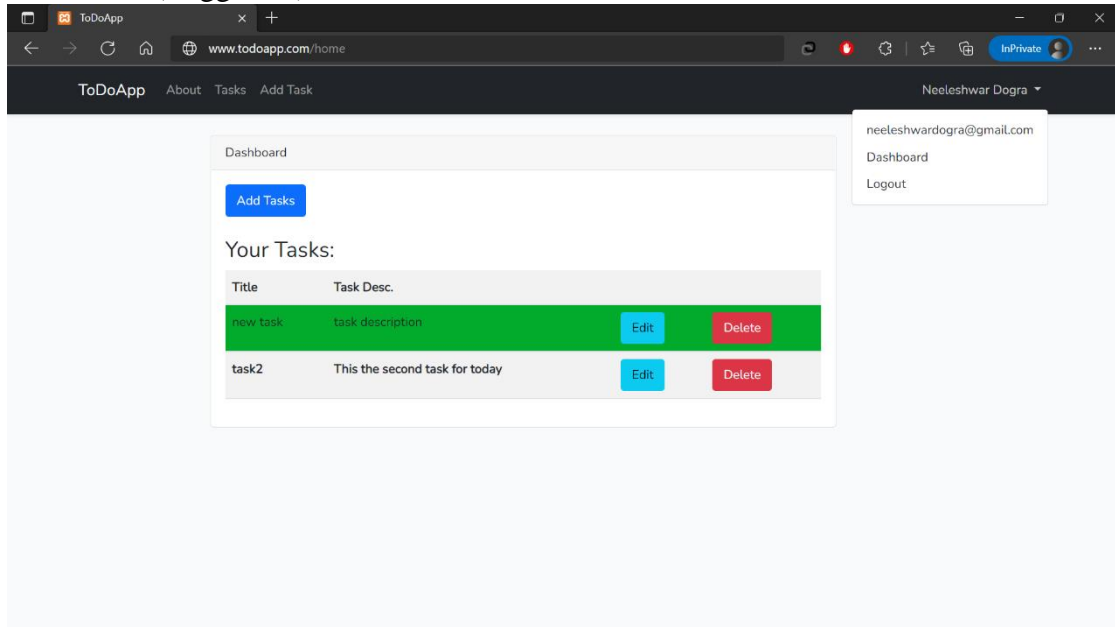 ToDoApp
www.todoapp.com/home
InPrivate
ToDoApp About Tasks Add Task Neeleshwar Dogra
neeleshwardogra@gmail.com
Dashboard
Logout
Dashboard
Add Tasks
Your Tasks:
Title Task Desc.
new task task description Edit Delete
task2 This the second task for today Edit Delete